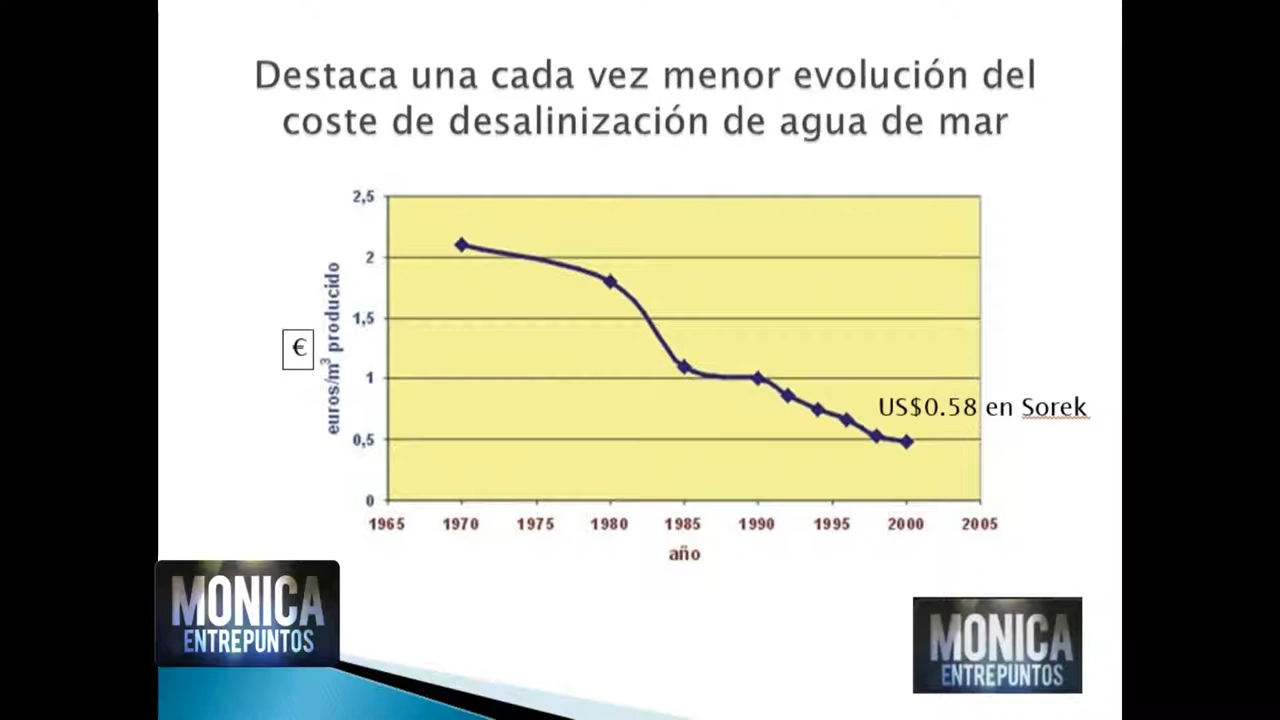 Destaca una cada vez menor evolución del
coste de desalinización de agua de mar
€
euros/m³ producido
2,5
2
1,5
1
0,5
0
US$0.58 en Sorek
1965 1970 1975 1980 1985 1990 1995 2000 2005
año
MONICA
ENTREPUNTOS
MONICA
ENTREPUNTOS